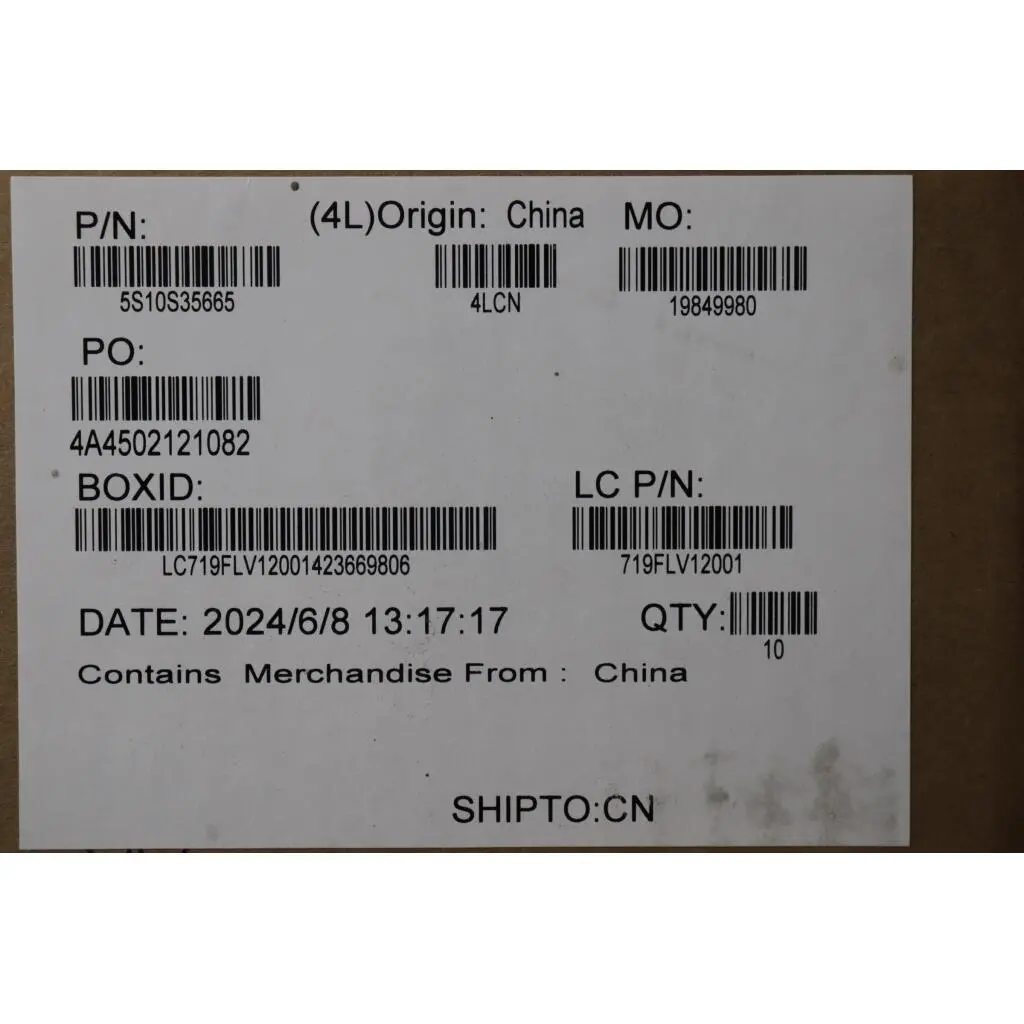 P/N: (4L)Origin: China MO:
5S10S35665 4LCN 19849980
PO:
4A4502121082
BOXID: LC P/N:
LC719FLV12001423669806 719FLV12001
DATE: 2024/6/8 13:17:17 QTY:
10
Contains Merchandise From : China
SHIPTO:CN